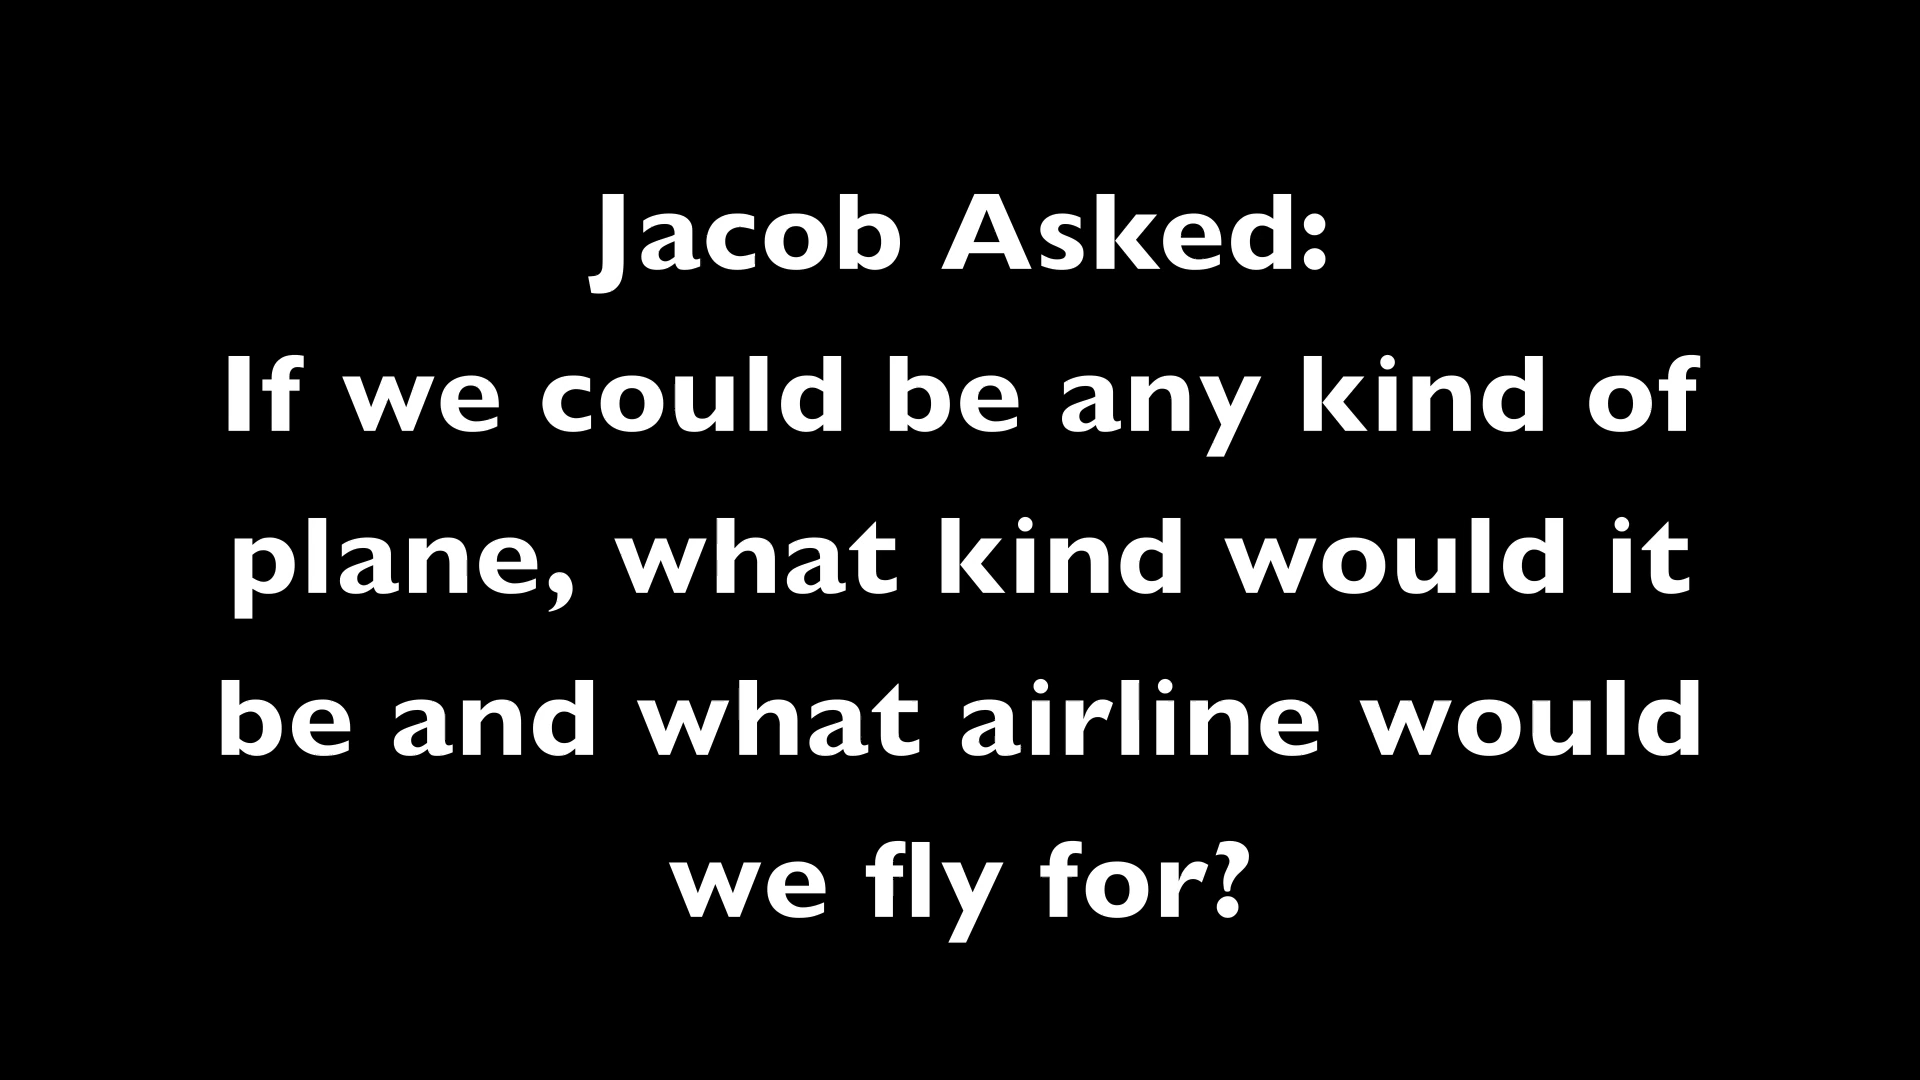 Jacob Asked:
If we could be any kind of
plane, what kind would it
be and what airline would
we fly for?